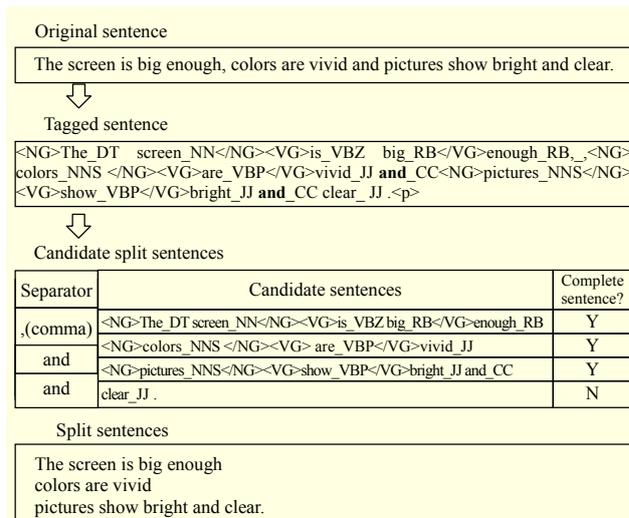 Original sentence
The screen is big enough, colors are vivid and pictures show bright and clear.
Tagged sentence
<NG>The_DT screen_NN</NG><VG>is_VBZ big_RB</VG>enough_RB,_,<NG>
colors_NNS </NG><VG>are_VBP</VG>vivid_JJ and_CC<NG>pictures_NNS</NG>
<VG>show_VBP</VG>bright_JJ and_CC clear_ JJ .<p>
Candidate split sentences
Separator Candidate sentences Complete sentence?
,(comma) <NG>The_DT screen_NN</NG><VG>is_VBZ big_RB</VG>enough_RB Y
and <NG>colors_NNS </NG><VG> are_VBP</VG>vivid_JJ Y
<NG>pictures_NNS</NG><VG>show_VBP</VG>bright_JJ and_CC Y
and clear_JJ . N
Split sentences
The screen is big enough
colors are vivid
pictures show bright and clear.